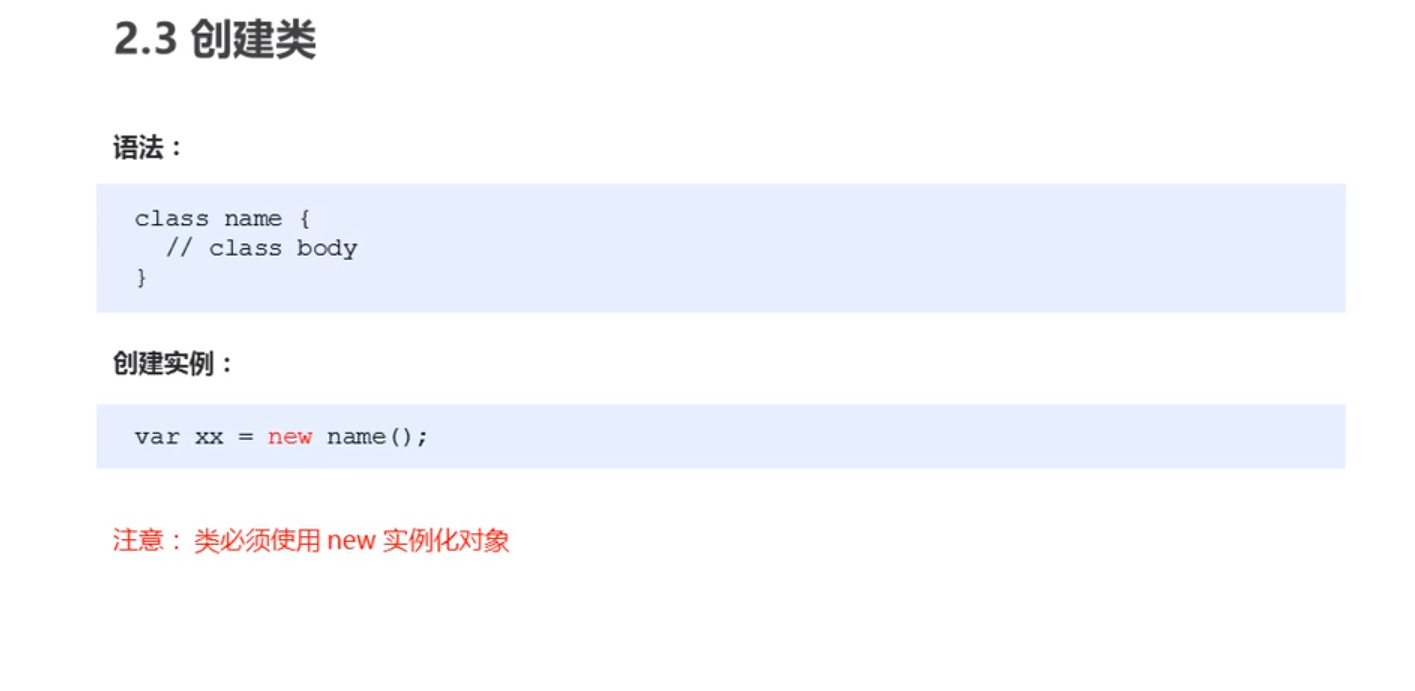 2.3 创建类
语法：
class name {
  // class body
}
创建实例：
var xx = new name();
注意： 类必须使用 new 实例化对象